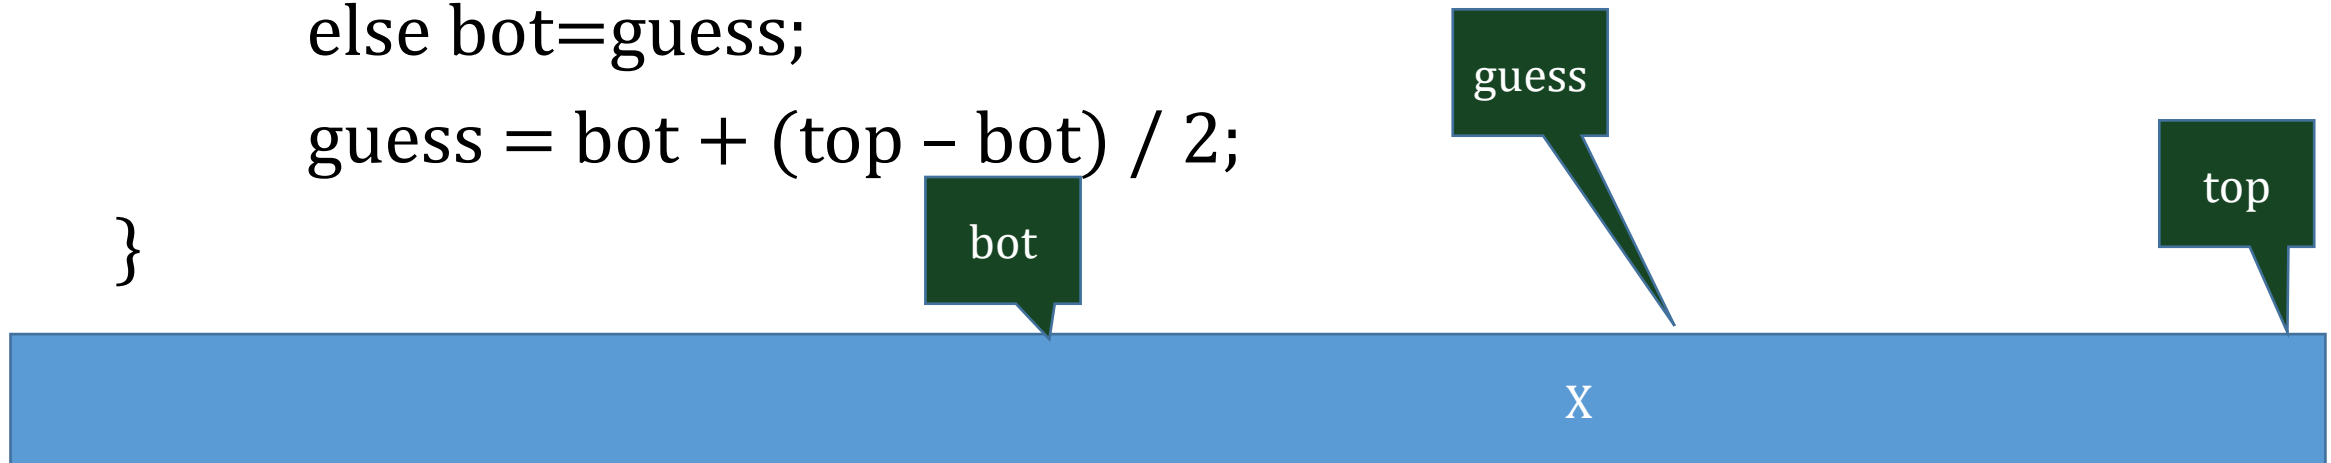 else bot=guess;
guess = bot + (top – bot) / 2;
}
guess
top
bot
X